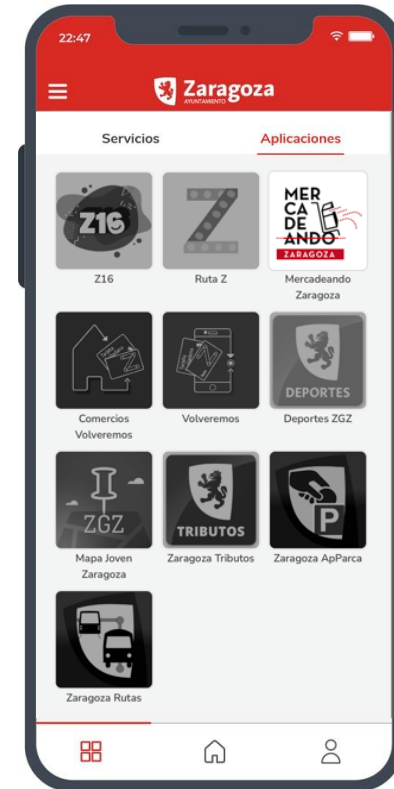 22:47
Zaragoza
AYUNTAMIENTO
Servicios
Aplicaciones
Z16
Z16
Ruta Z
MER
CA
DE
ANDO
ZARAGOZA
Mercadeando
Zaragoza
Comercios
Volveremos
Volveremos
DEPORTES
Deportes ZGZ
ZGZ
Mapa Joven
Zaragoza
TRIBUTOS
Zaragoza Tributos
P
Zaragoza ApParca
Zaragoza Rutas